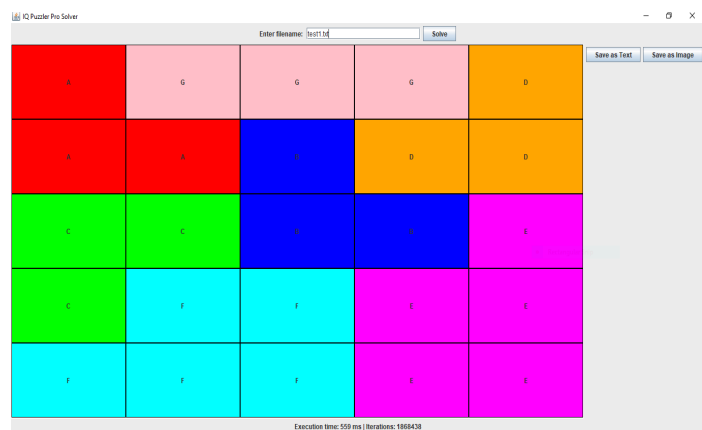 IQ Puzzler Pro Solver
Enter filename: test1.txt Solve
Save as Text Save as Image
A G G G D
A A B D D
C C B B E
C F F E E
F F F E E
Execution time: 559 ms | Iterations: 1868438